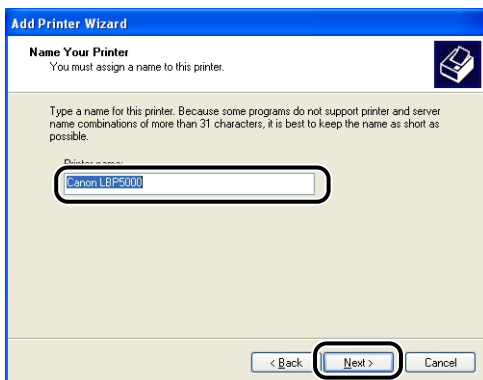 Add Printer Wizard
Name Your Printer
You must assign a name to this printer.
Type a name for this printer. Because some programs do not support printer and server
name combinations of more than 31 characters, it is best to keep the name as short as
possible.
Printer name:
Canon LBP5000
< Back
Next >
Cancel